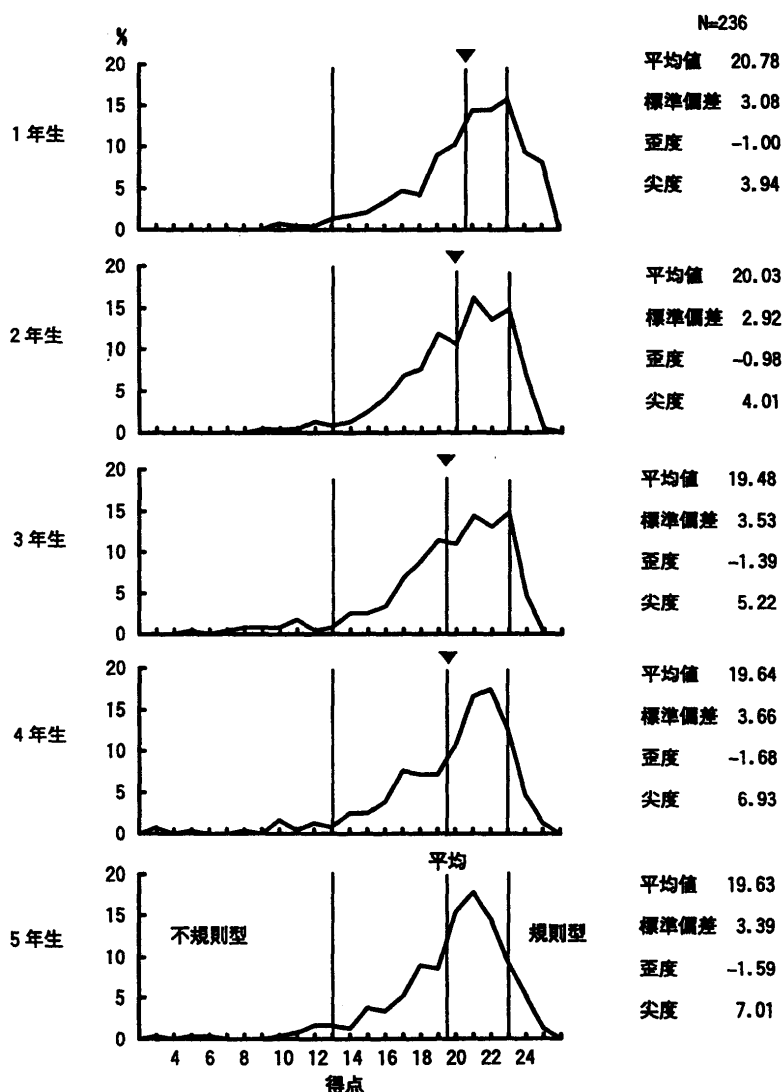 N=236
%
20
15
10
5
0
1年生
平均値 20.78
標準偏差 3.08
歪度 -1.00
尖度 3.94
20
15
10
5
0
2年生
平均値 20.03
標準偏差 2.92
歪度 -0.98
尖度 4.01
20
15
10
5
0
3年生
平均値 19.48
標準偏差 3.53
歪度 -1.39
尖度 5.22
20
15
10
5
0
4年生
平均値 19.64
標準偏差 3.66
歪度 -1.68
尖度 6.93
平均
20
15
10
5
0
5年生
不規則型
規則型
平均値 19.63
標準偏差 3.39
歪度 -1.59
尖度 7.01
4 6 8 10 12 14 16 18 20 22 24
得点